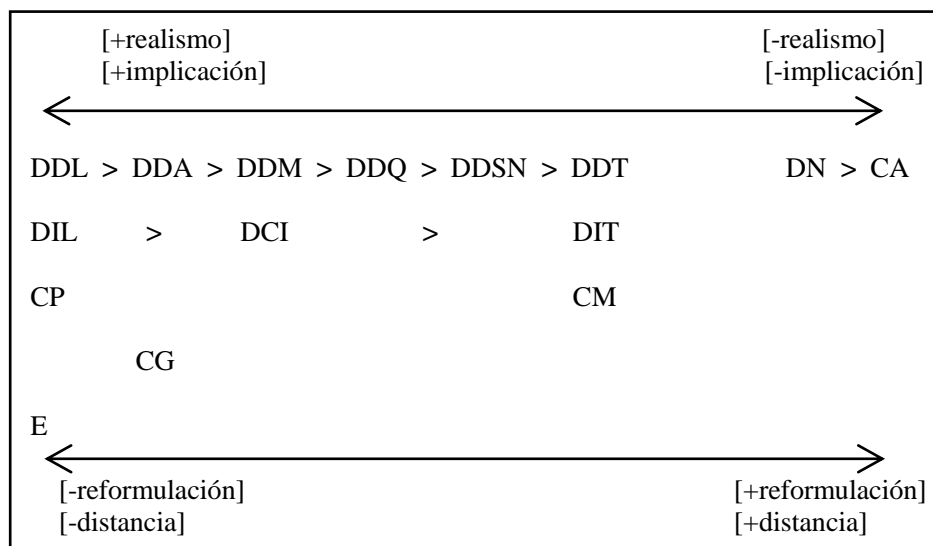 [+realismo] [-realismo]
[+implicación] [-implicación]
DDL > DDA > DDM > DDQ > DDSN > DDT DN > CA
DIL > DCI > DIT
CP CM
CG
E
[-reformulación] [+reformulación]
[-distancia] [+distancia]